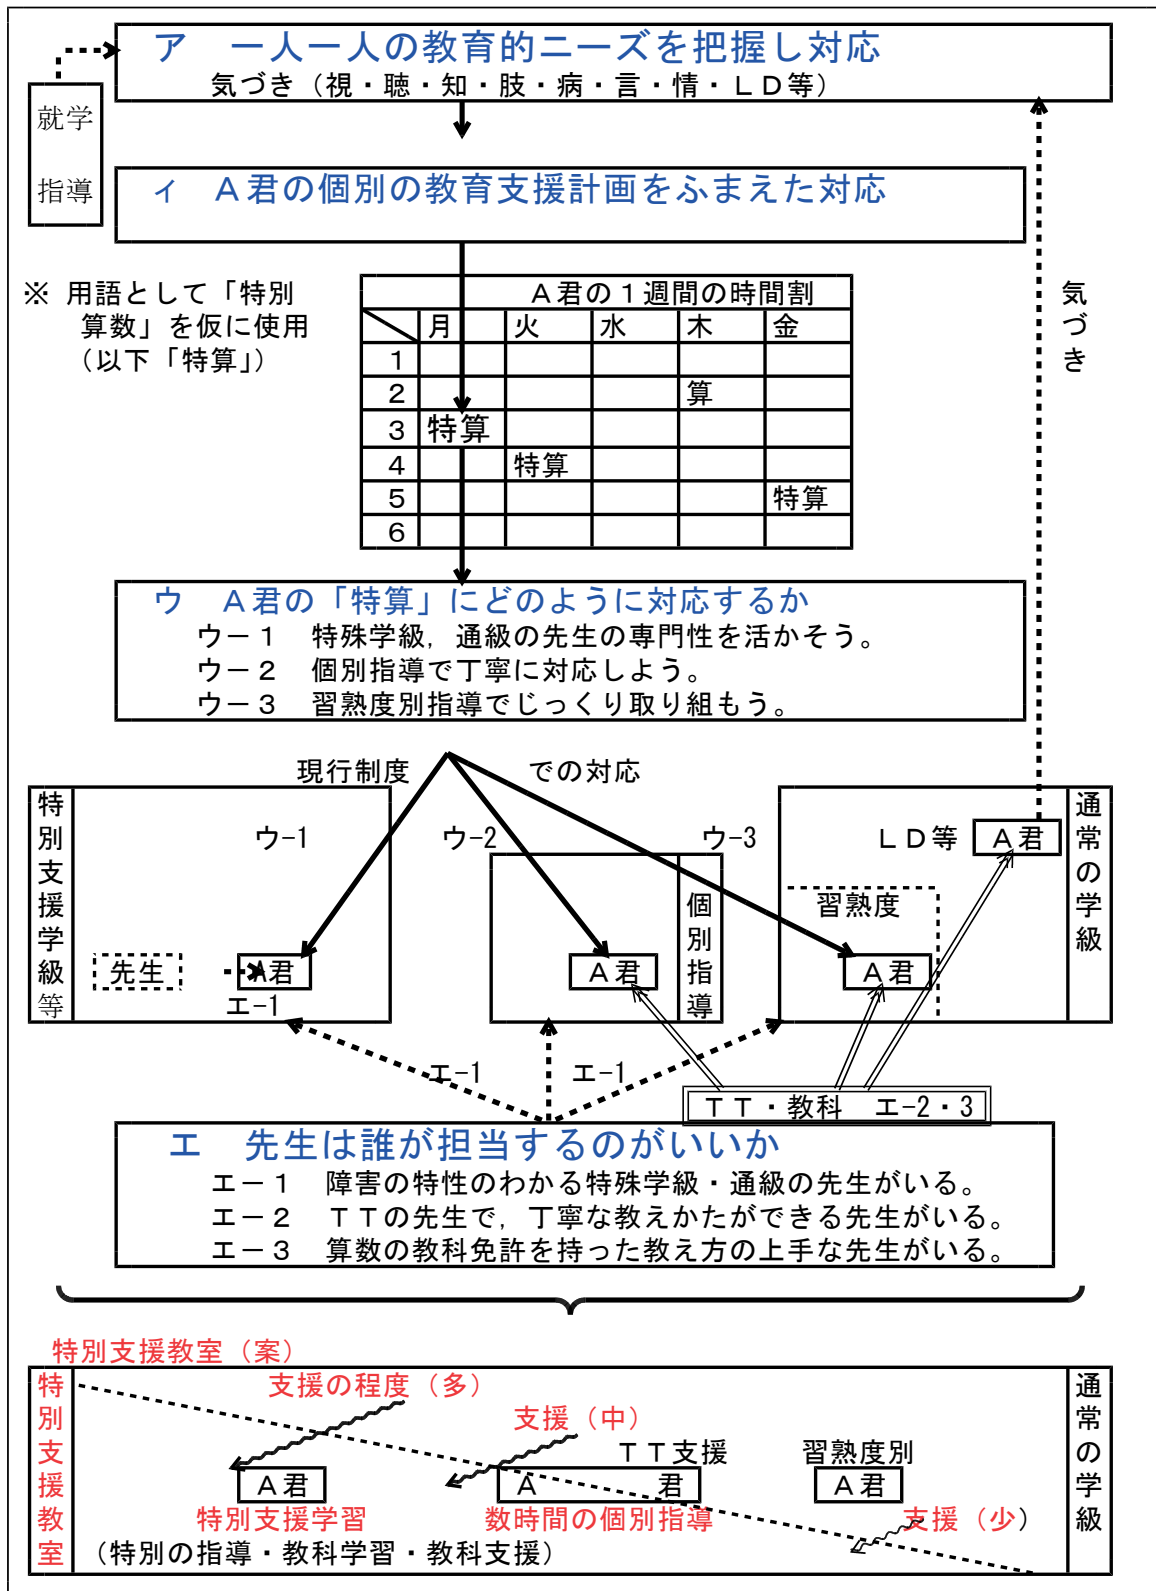 ア　一人一人の教育的ニーズを把握し対応
気づき（視・聴・知・肢・病・言・情・ＬＤ等）
就学
指導
ィ　Ａ君の個別の教育支援計画をふまえた対応
※ 用語として「特別
算数」を仮に使用
（以下「特算」）
Ａ君の１週間の時間割
月 火 水 木 金
1
2 算
3 特算
4 特算
5 特算
6
気づき
ウ　Ａ君の「特算」にどのように対応するか
ウー１　特殊学級，通級の先生の専門性を活かそう。
ウー２　個別指導で丁寧に対応しよう。
ウー３　習熟度別指導でじっくり取り組もう。
現行制度 での対応
特別支援学級等
ウ-1
先生
A君
エ-1
ウ-2
個別指導
Ａ君
ウ-3
ＬＤ等
Ａ君
習熟度
Ａ君
通常の学級
エ-1
エ-1
ＴＴ・教科　エ-2・3
エ　先生は誰が担当するのがいいか
エー１　障害の特性のわかる特殊学級・通級の先生がいる。
エー２　ＴＴの先生で，丁寧な教えかたができる先生がいる。
エー３　算数の教科免許を持った教え方の上手な先生がいる。
特別支援教室（案）
特別支援教室
支援の程度（多）
支援（中）
ＴＴ支援
習熟度別
Ａ君
Ａ　君
Ａ君
特別支援学習
数時間の個別指導
支援（少）
（特別の指導・教科学習・教科支援）
通常の学級